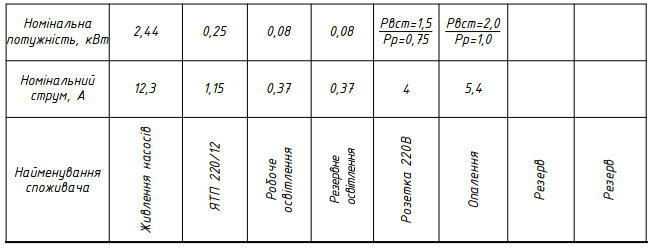 Номінальна
потужність, кВт
2,44
0,25
0,08
0,08
Рвст=1,5
Рр=0,75
Рвст=2,0
Рр=1,0
Номінальний
струм, А
12,3
1,15
0,37
0,37
4
5,4
Найменування
споживача
Живлення насосів
ЯТП 220/12
Робоче
освітлення
Резервне
освітлення
Розетка 220В
Опалення
Резерв
Резерв